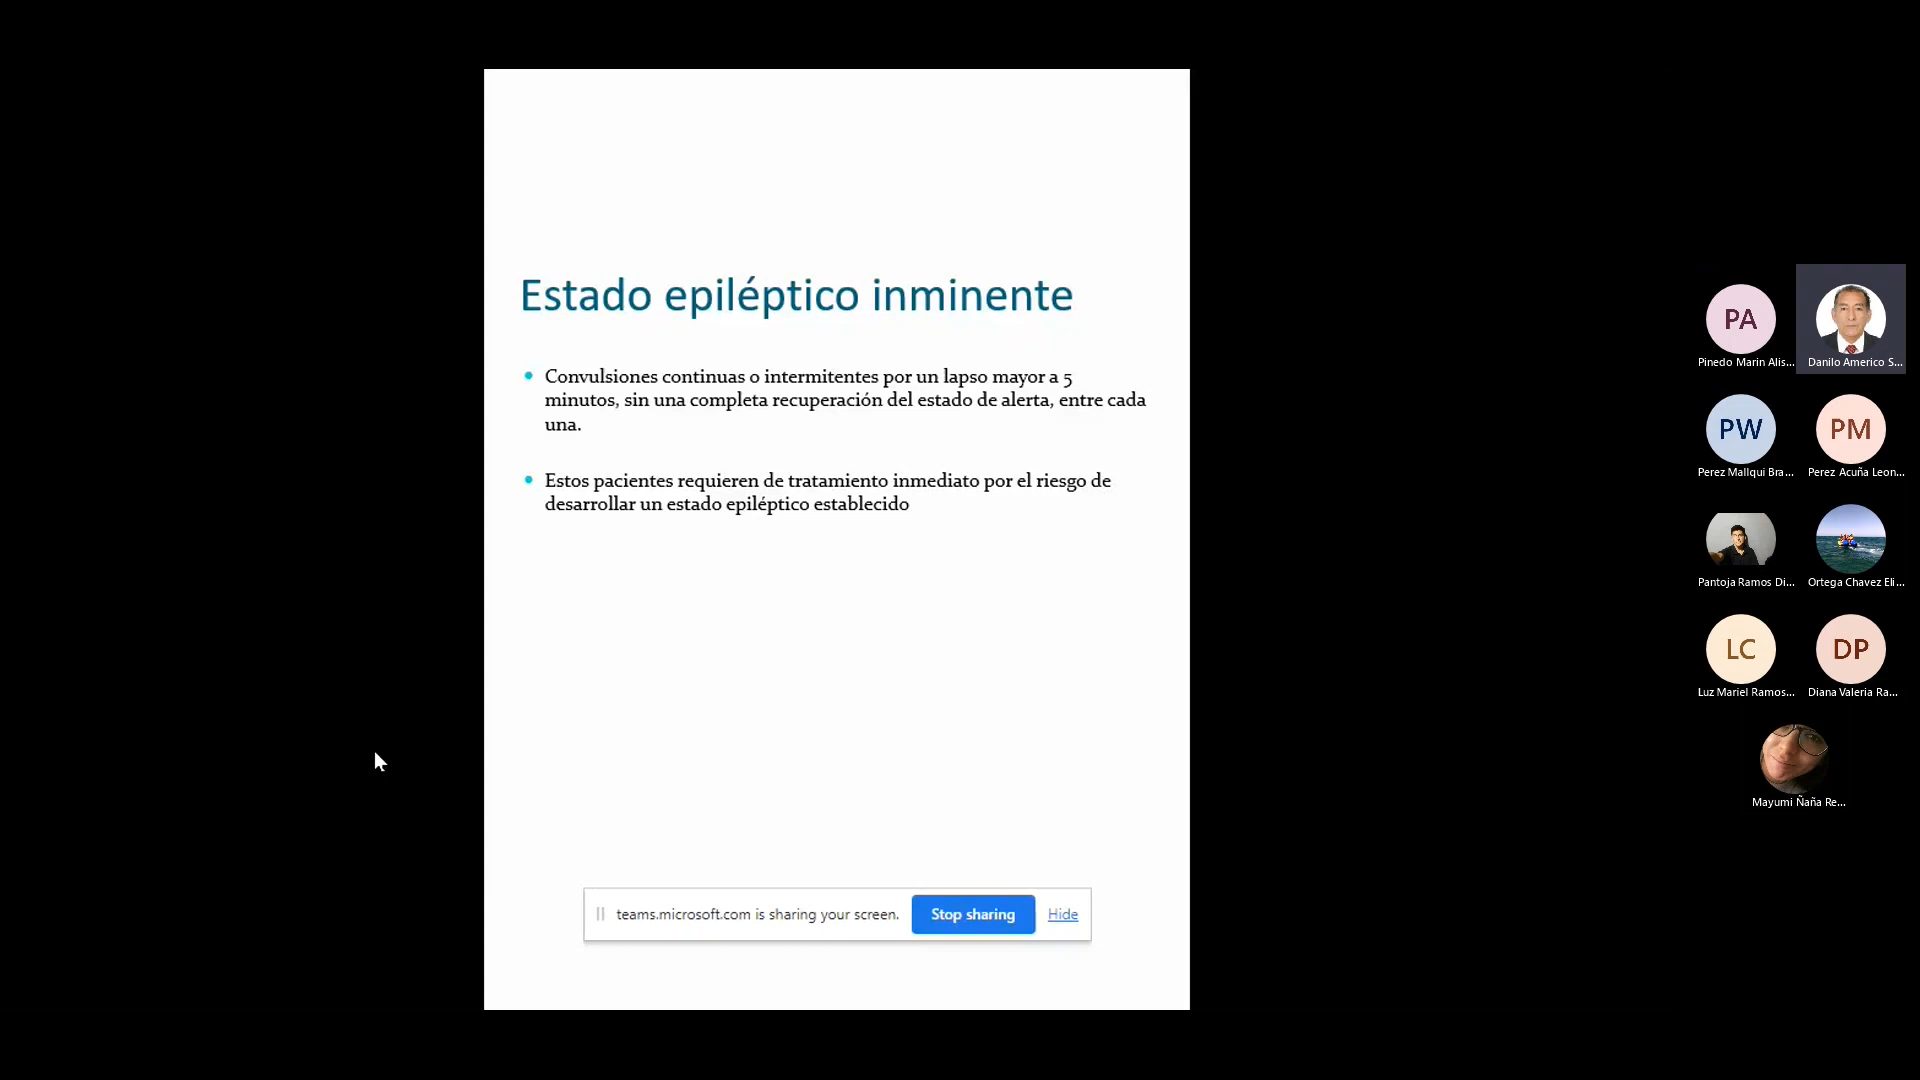 Estado epiléptico inminente
Convulsiones continuas o intermitentes por un lapso mayor a 5
minutos, sin una completa recuperación del estado de alerta, entre cada
una.
Estos pacientes requieren de tratamiento inmediato por el riesgo de
desarrollar un estado epiléptico establecido
teams.microsoft.com is sharing your screen. Stop sharing Hide
PA
Pinedo Marin Alis... Danilo Americo S...
PW PM
Perez Mallqui Bra... Perez Acuña Leon...
Pantoja Ramos Di... Ortega Chavez Eli...
LC DP
Luz Mariel Ramos... Diana Valeria Ra...
Mayumi Ñaña Re...